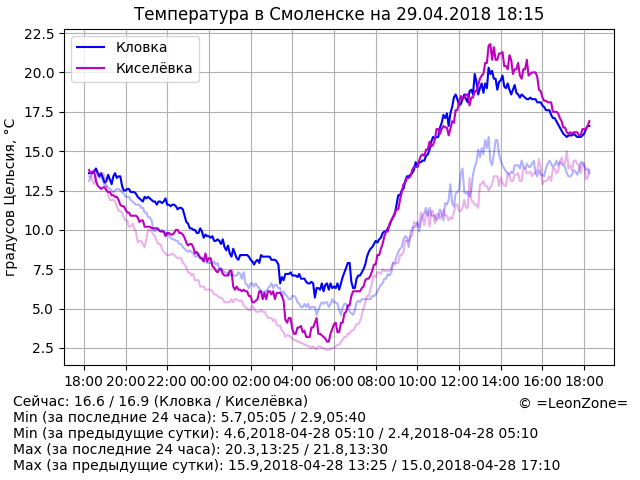 Температура в Смоленске на 29.04.2018 18:15
Кловка
Киселёвка
градусов Цельсия, °C
22.5
20.0
17.5
15.0
12.5
10.0
7.5
5.0
2.5
18:00 20:00 22:00 00:00 02:00 04:00 06:00 08:00 10:00 12:00 14:00 16:00 18:00
Сейчас: 16.6 / 16.9 (Кловка / Киселёвка)
© =LeonZone=
Min (за последние 24 часа): 5.7,05:05 / 2.9,05:40
Min (за предыдущие сутки): 4.6,2018-04-28 05:10 / 2.4,2018-04-28 05:10
Max (за последние 24 часа): 20.3,13:25 / 21.8,13:30
Max (за предыдущие сутки): 15.9,2018-04-28 13:25 / 15.0,2018-04-28 17:10